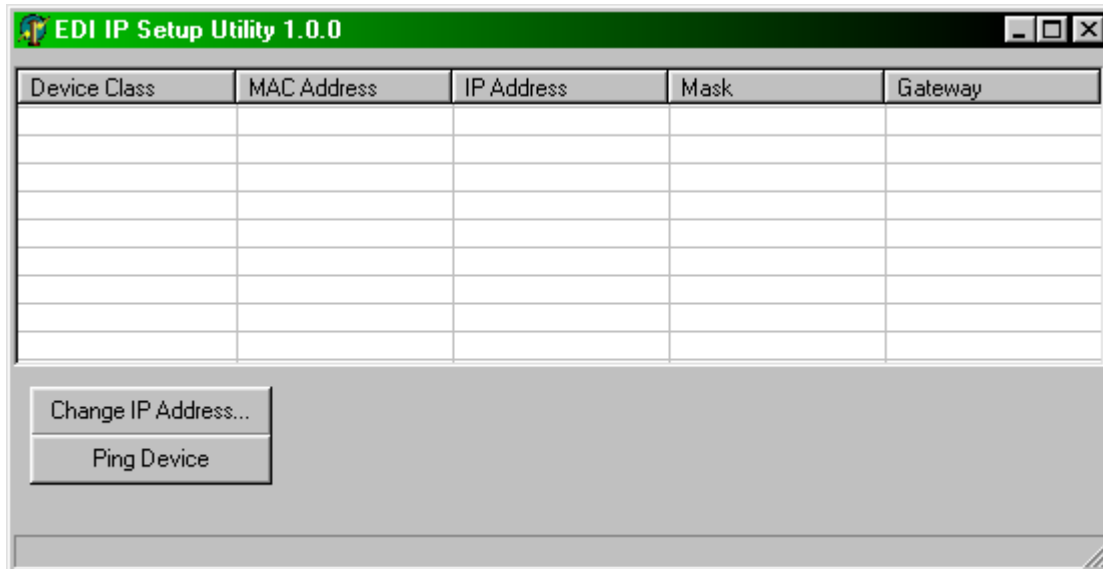 EDI IP Setup Utility 1.0.0
Device Class MAC Address IP Address Mask Gateway
Change IP Address...
Ping Device